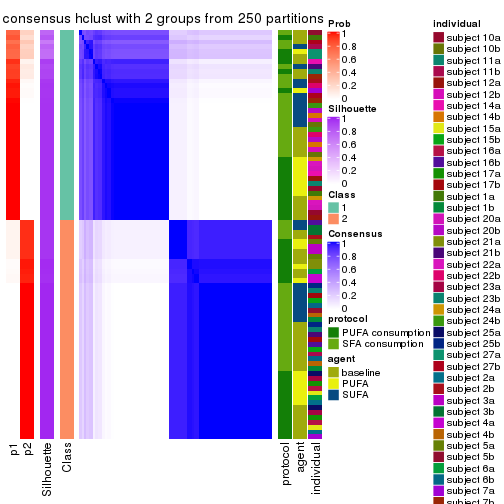 consensus hclust with 2 groups from 250 partitions
p1
p2
Silhouette
Class
protocol
agent
individual
Prob
1
0.8
0.6
0.4
0.2
0
Silhouette
1
0.8
0.6
0.4
0.2
0
Class
1
2
Consensus
1
0.8
0.6
0.4
0.2
0
protocol
PUFA consumption
SFA consumption
agent
baseline
PUFA
SUFA
individual
subject 10a
subject 10b
subject 11a
subject 11b
subject 12a
subject 12b
subject 14a
subject 14b
subject 15a
subject 15b
subject 16a
subject 16b
subject 17a
subject 17b
subject 1a
subject 1b
subject 20a
subject 20b
subject 21a
subject 21b
subject 22a
subject 22b
subject 23a
subject 23b
subject 24a
subject 24b
subject 25a
subject 25b
subject 27a
subject 27b
subject 2a
subject 2b
subject 3a
subject 3b
subject 4a
subject 4b
subject 5a
subject 5b
subject 6a
subject 6b
subject 7a
subject 7b